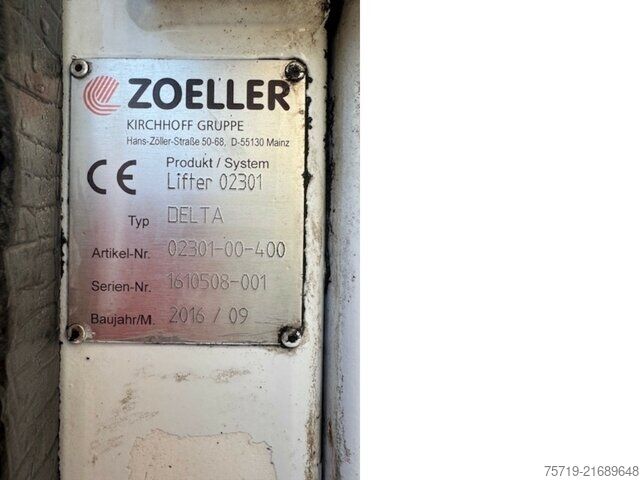 ZOELLER
KIRCHHOFF GRUPPE
Hans-Zöller-Straße 50-68, D-55130 Mainz
CE
Produkt / System
Lifter 02301
Typ DELTA
Artikel-Nr. 02301-00-400
Serien-Nr. 1610508-001
Baujahr/M. 2016 / 09
75719-21689648